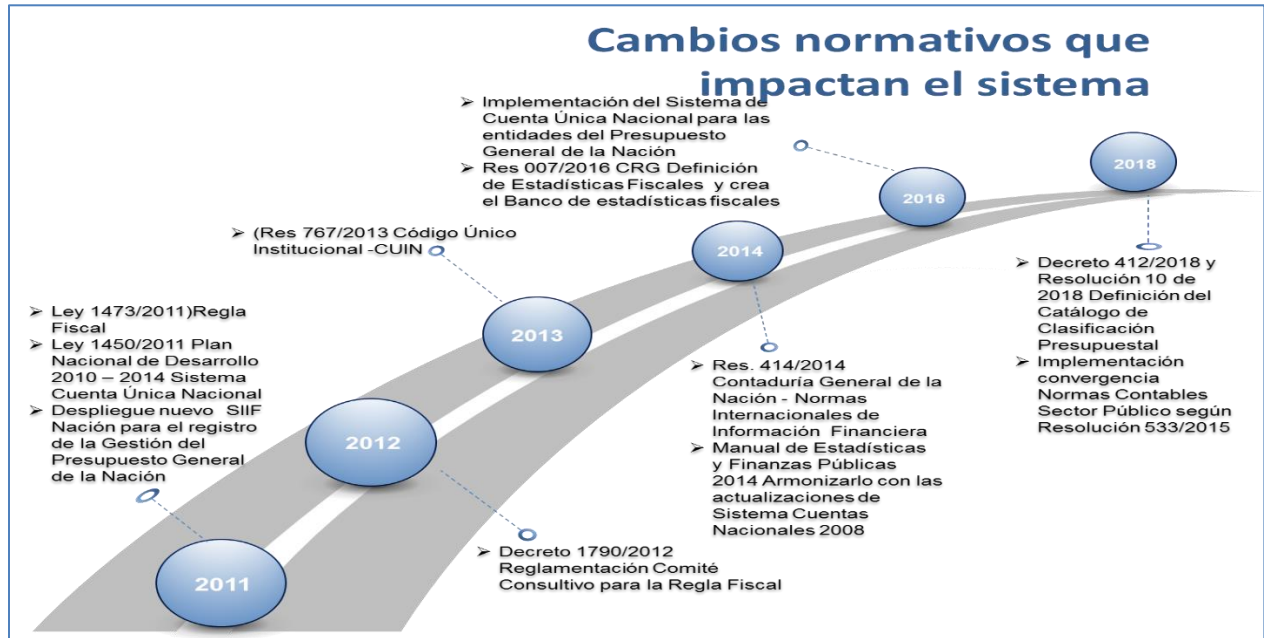 Cambios normativos que
impactan el sistema
➢ Implementación del Sistema de
Cuenta Única Nacional para las
entidades del Presupuesto
General de la Nación
➢ Res 007/2016 CRG Definición
de Estadísticas Fiscales y crea
el Banco de estadísticas fiscales
2018
2016
➢ (Res 767/2013 Código Único
Institucional -CUIN
2014
➢ Decreto 412/2018 y
Resolución 10 de
2018 Definición del
Catálogo de
Clasificación
Presupuestal
➢ Implementación
convergencia
Normas Contables
Sector Público según
Resolución 533/2015
➢ Ley 1473/2011)Regla
Fiscal
➢ Ley 1450/2011 Plan
Nacional de Desarrollo
2010 – 2014 Sistema
Cuenta Única Nacional
➢ Despliegue nuevo SIIF
Nación para el registro
de la Gestión del
Presupuesto General
de la Nación
2013
➢ Res. 414/2014
Contaduría General de la
Nación - Normas
Internacionales de
Información Financiera
➢ Manual de Estadísticas
y Finanzas Públicas
2014 Armonizarlo con las
actualizaciones de
Sistema Cuentas
Nacionales 2008
2012
➢ Decreto 1790/2012
Reglamentación Comité
Consultivo para la Regla Fiscal
2011